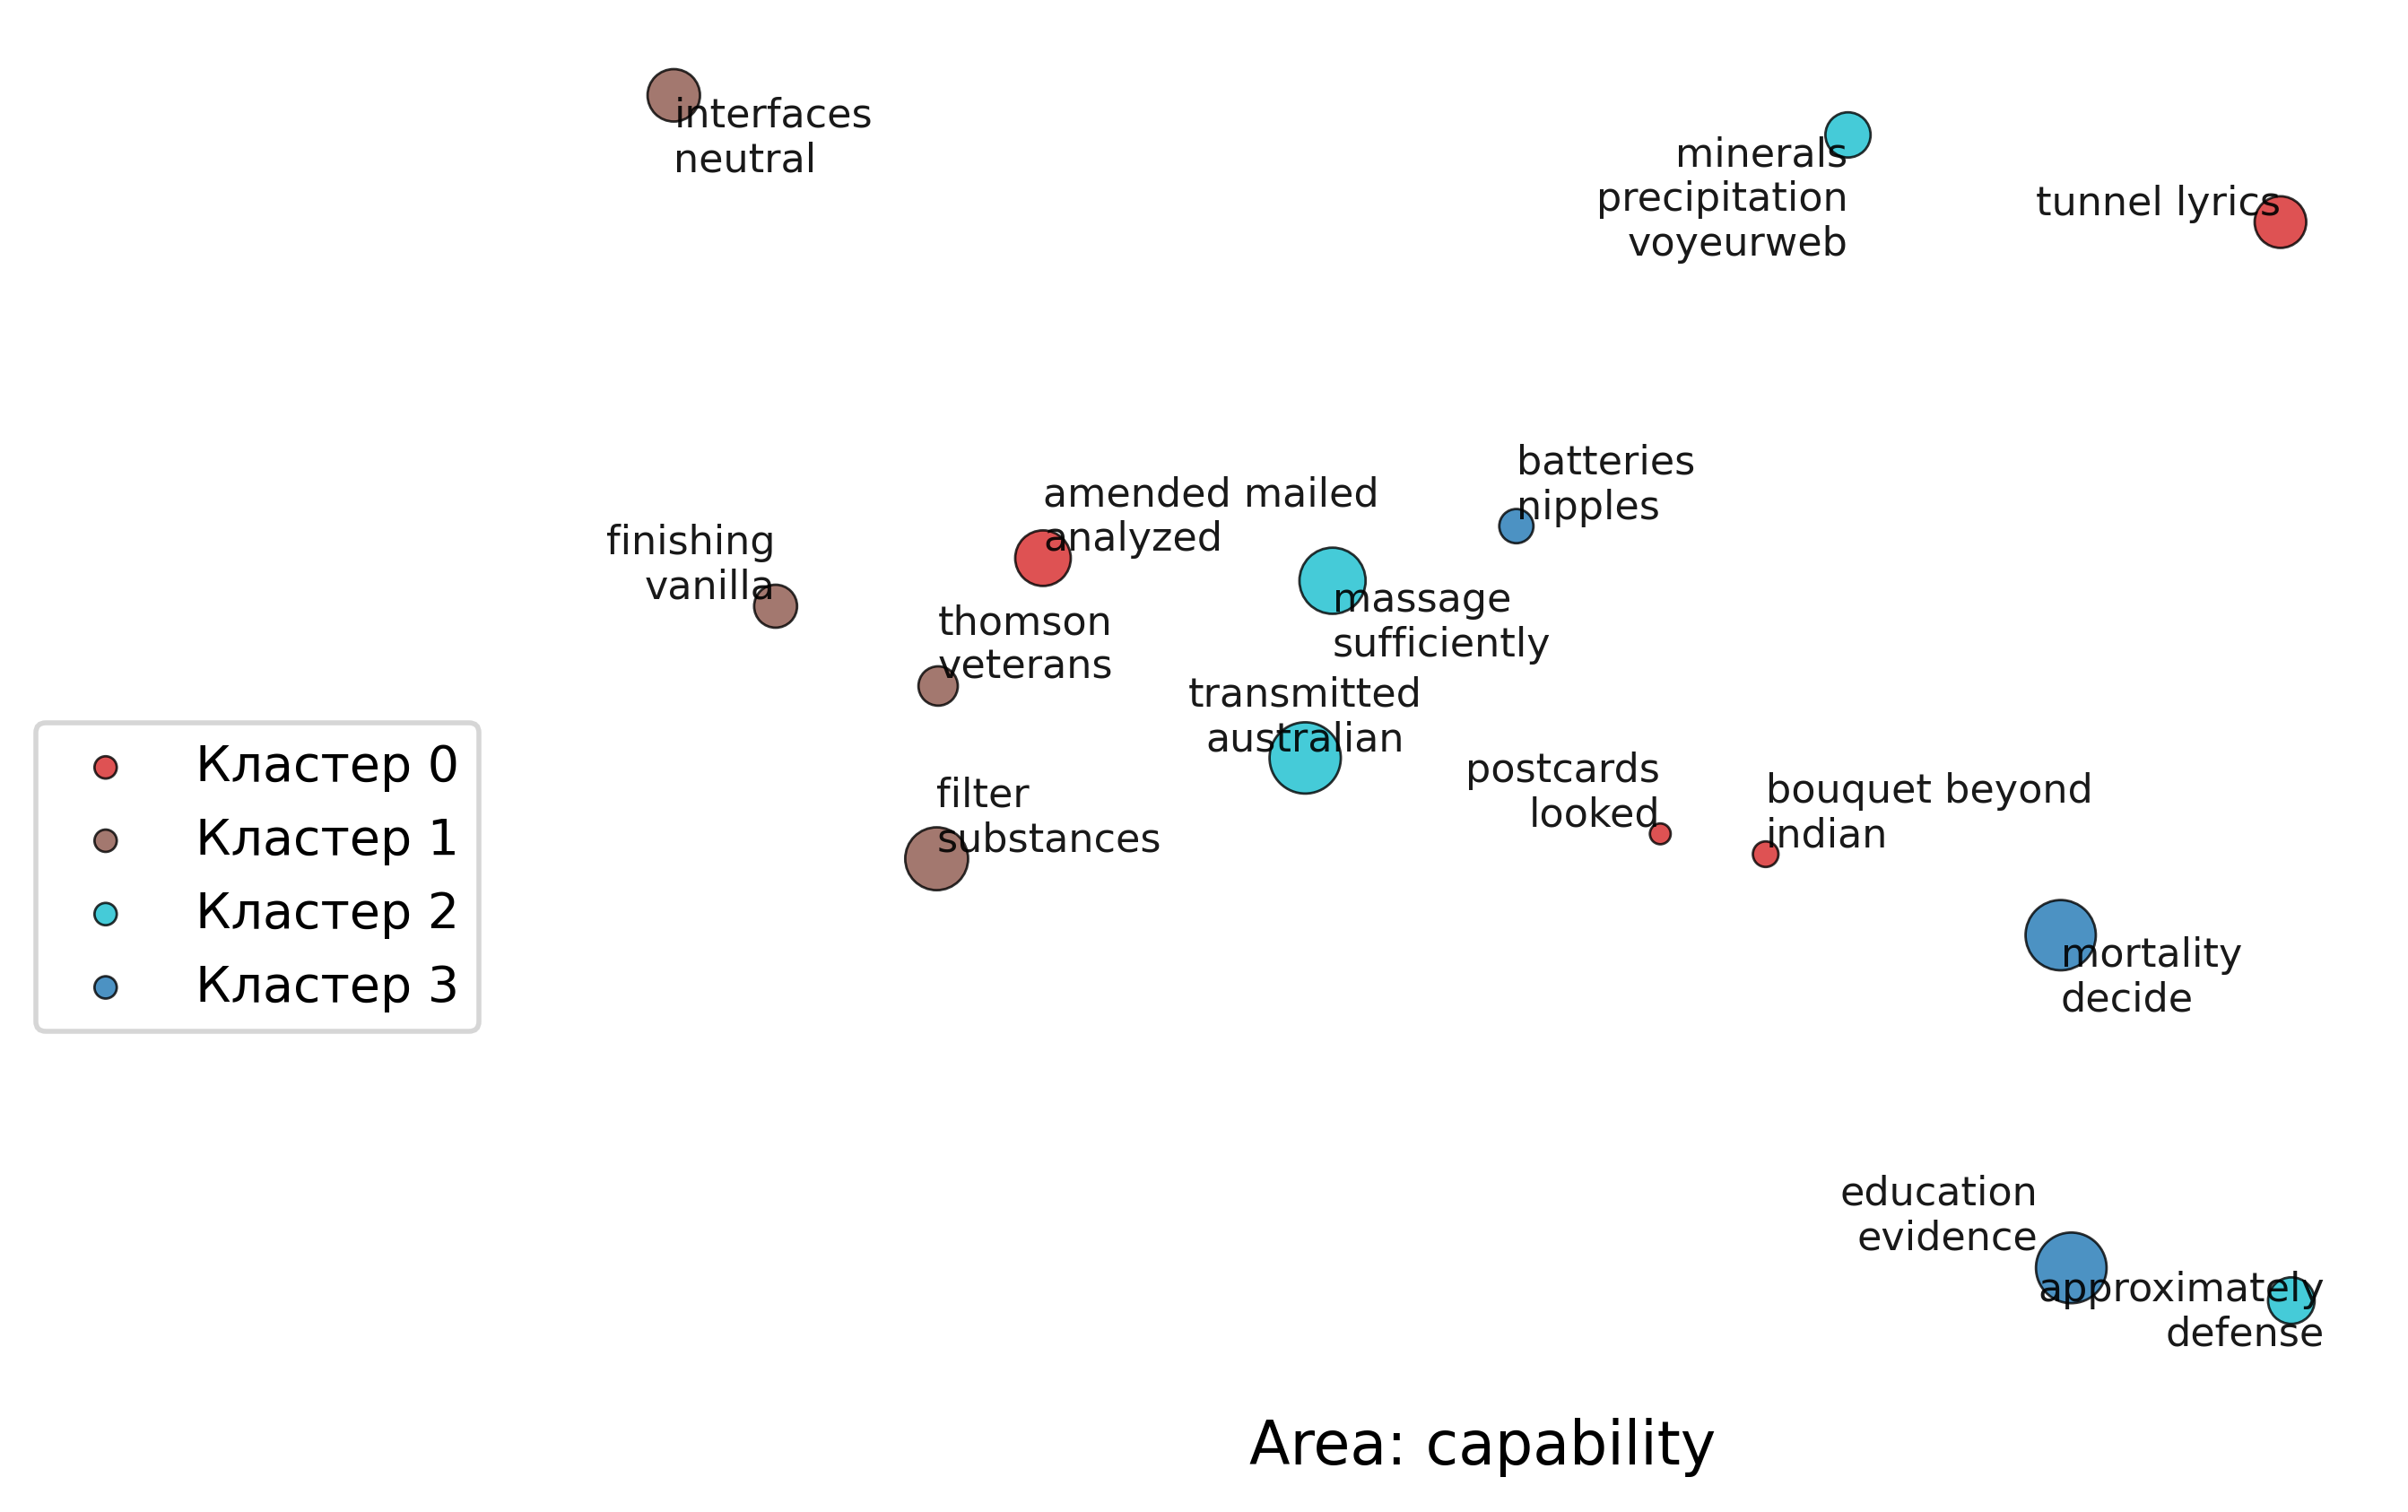 interfaces
neutral
minerals
precipitation
voyeurweb
tunnel lyrics
batteries
nipples
amended mailed
analyzed
finishing
vanilla
massage
sufficiently
thomson
veterans
transmitted
australian
postcards
looked
bouquet beyond
indian
filter
substances
Кластер 0
Кластер 1
Кластер 2
Кластер 3
mortality
decide
education
evidence
approximately
defense
Area: capability